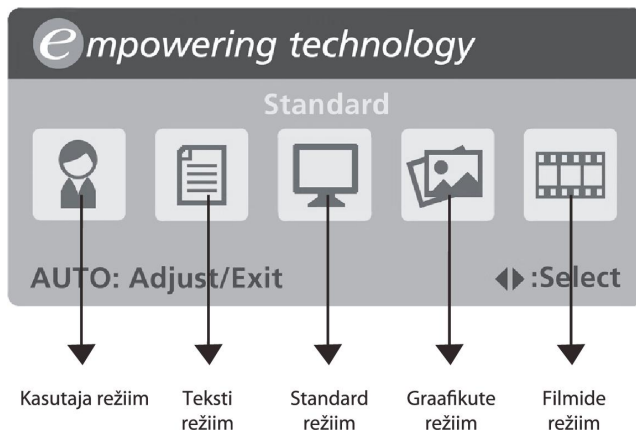 empowering technology
Standard
AUTO: Adjust/Exit
:Select
Kasutaja režiim
Teksti
režiim
Standard
režiim
Graafikute
režiim
Filmide
režiim